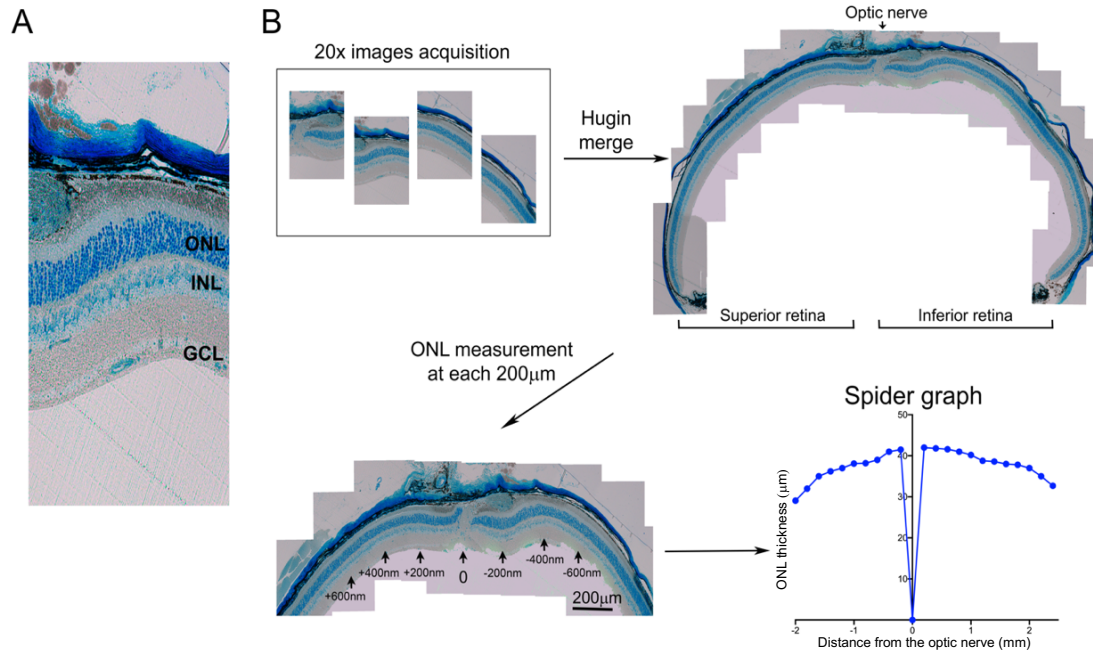 A
ONL
INL
GCL
B
20x images acquisition
Hugin
merge
Optic nerve
Superior retina
Inferior retina
ONL measurement
at each 200μm
+600nm
+400nm
+200nm
0
-200nm
-400nm
-600nm
200μm
Spider graph
ONL thickness (μm)
50
40
30
20
10
-2
-1
0
1
2
Distance from the optic nerve (mm)